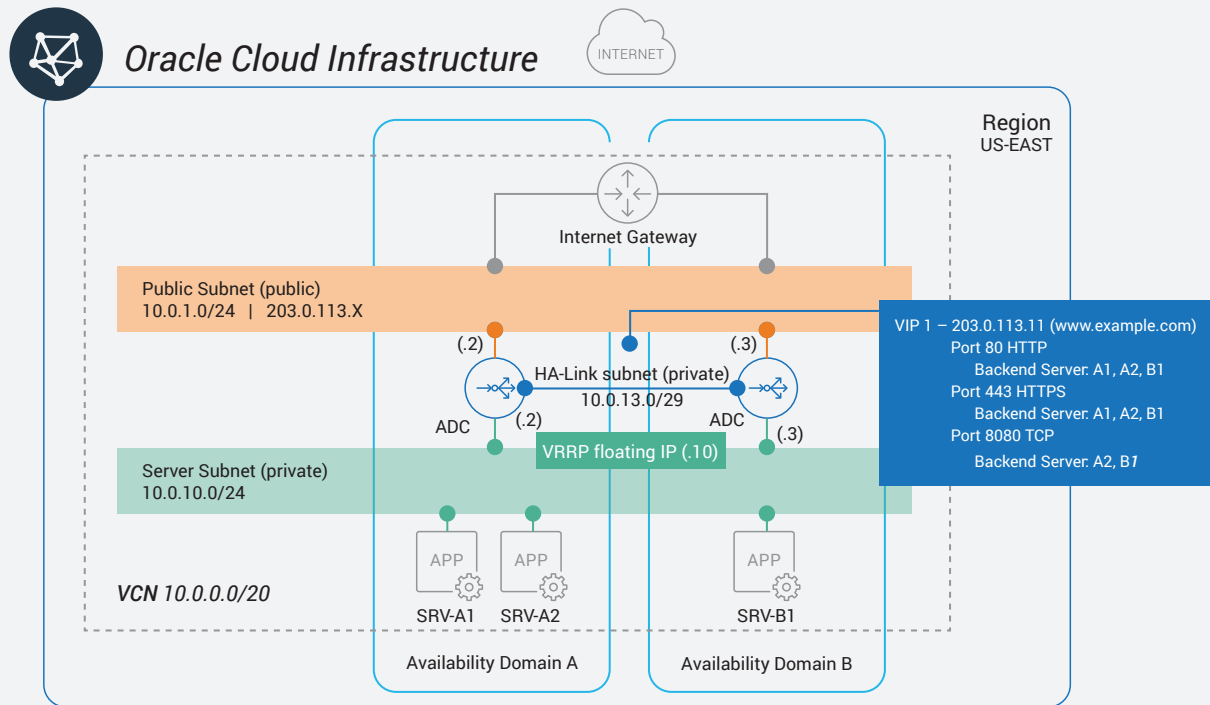 Oracle Cloud Infrastructure
INTERNET
Region
US-EAST
Internet Gateway
Public Subnet (public)
10.0.1.0/24 | 203.0.113.X
VIP 1 – 203.0.113.11 (www.example.com)
Port 80 HTTP
Backend Server: A1, A2, B1
Port 443 HTTPS
Backend Server: A1, A2, B1
Port 8080 TCP
Backend Server: A2, B1
(.2)
(.3)
HA-Link subnet (private)
10.0.13.0/29
ADC
(.2)
ADC
(.3)
VRRP floating IP (.10)
Server Subnet (private)
10.0.10.0/24
APP
APP
APP
VCN 10.0.0.0/20
SRV-A1
SRV-A2
SRV-B1
Availability Domain A
Availability Domain B